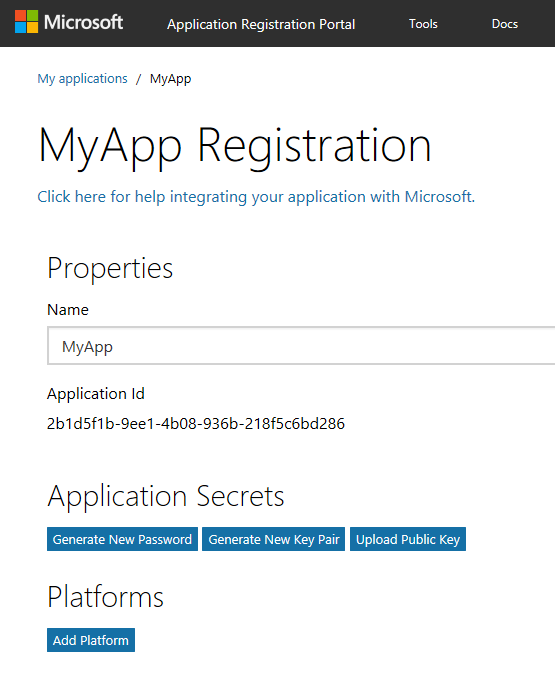 Microsoft Application Registration Portal Tools Docs
My applications / MyApp
MyApp Registration
Click here for help integrating your application with Microsoft.
Properties
Name
MyApp
Application Id
2b1d5f1b-9ee1-4b08-936b-218f5c6bd286
Application Secrets
Generate New Password Generate New Key Pair Upload Public Key
Platforms
Add Platform